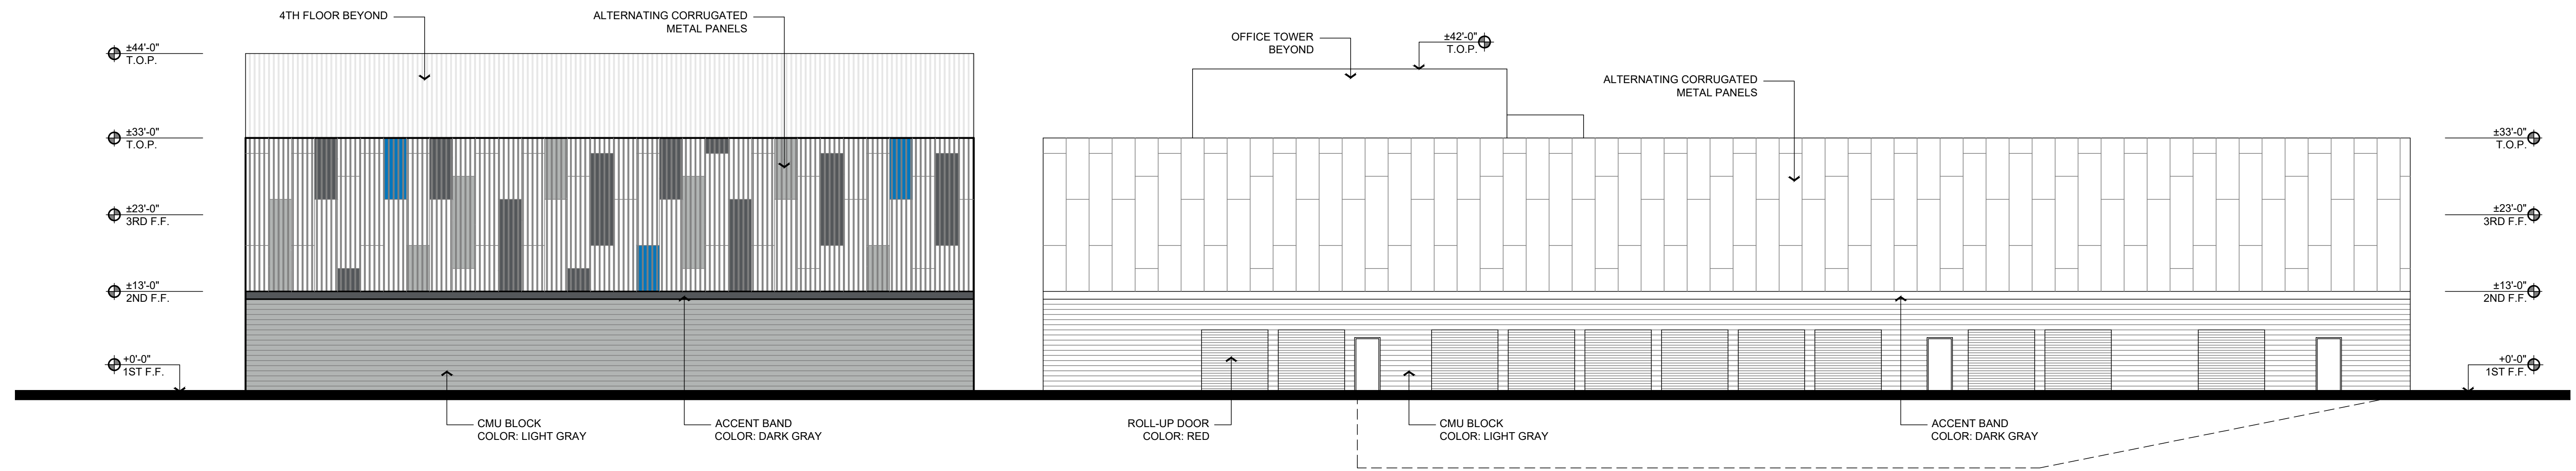 4TH FLOOR BEYOND
ALTERNATING CORRUGATED
METAL PANELS
±44'-0"
T.O.P.
±33'-0"
T.O.P.
±23'-0"
3RD F.F.
±13'-0"
2ND F.F.
+0'-0"
1ST F.F.
CMU BLOCK
COLOR: LIGHT GRAY
ACCENT BAND
COLOR: DARK GRAY
OFFICE TOWER
BEYOND
±42'-0"
T.O.P.
ALTERNATING CORRUGATED
METAL PANELS
±33'-0"
T.O.P.
±23'-0"
3RD F.F.
±13'-0"
2ND F.F.
+0'-0"
1ST F.F.
ROLL-UP DOOR
COLOR: RED
CMU BLOCK
COLOR: LIGHT GRAY
ACCENT BAND
COLOR: DARK GRAY